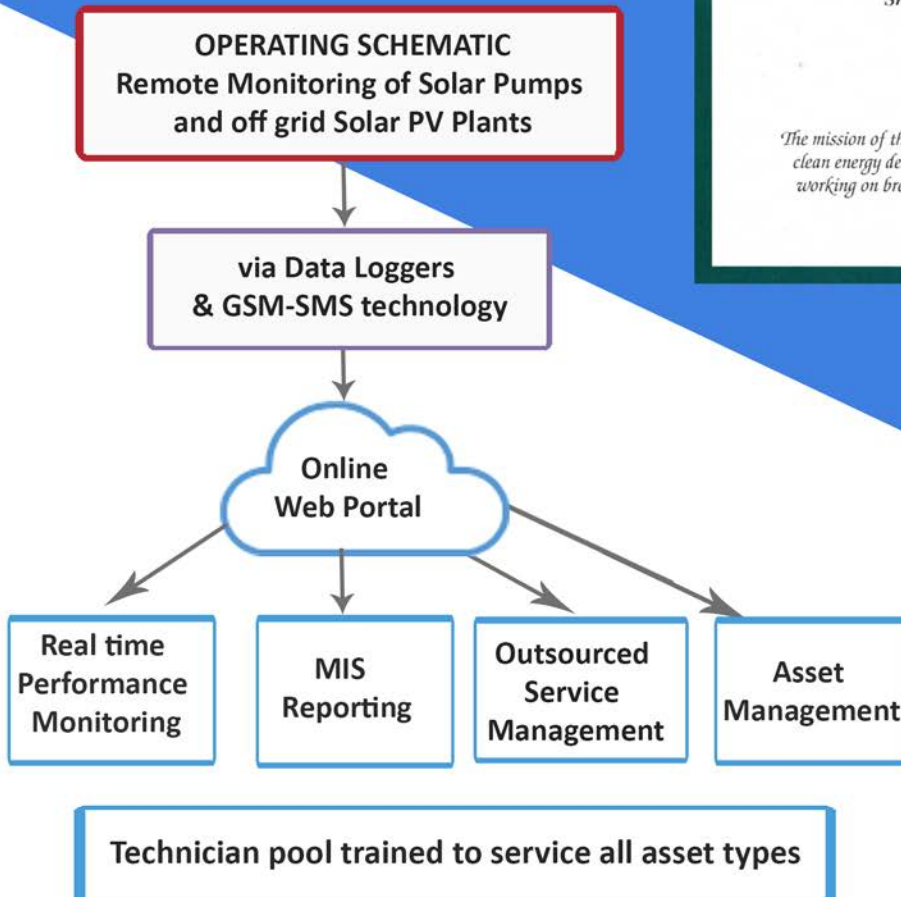 OPERATING SCHEMATIC
Remote Monitoring of Solar Pumps
and off grid Solar PV Plants
The mission of th
clean energy de
working on bre
via Data Loggers
& GSM-SMS technology
Online
Web Portal
Real time
Performance
Monitoring
MIS
Reporting
Outsourced
Service
Management
Asset
Management
Technician pool trained to service all asset types